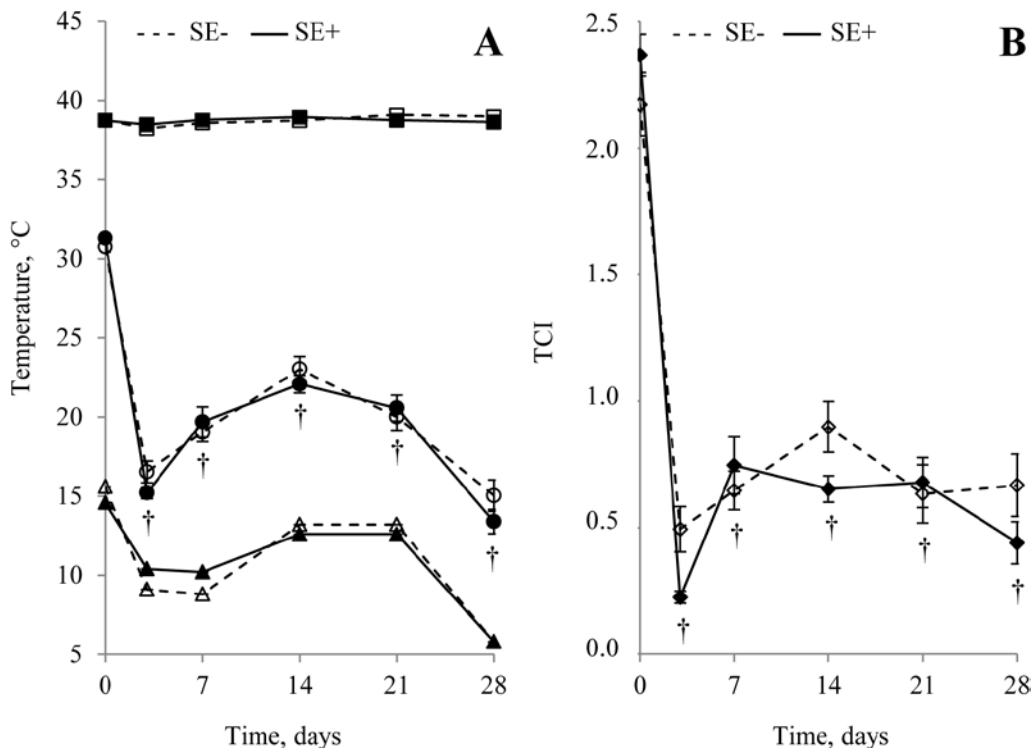 SE- SE+ A
45
40
35
30
25
20
15
10
5
Temperature, °C
† † † † †
0 7 14 21 28
Time, days
SE- SE+ B
2.5
2.0
1.5
1.0
0.5
0.0
TCI
† † † † †
0 7 14 21 28
Time, days